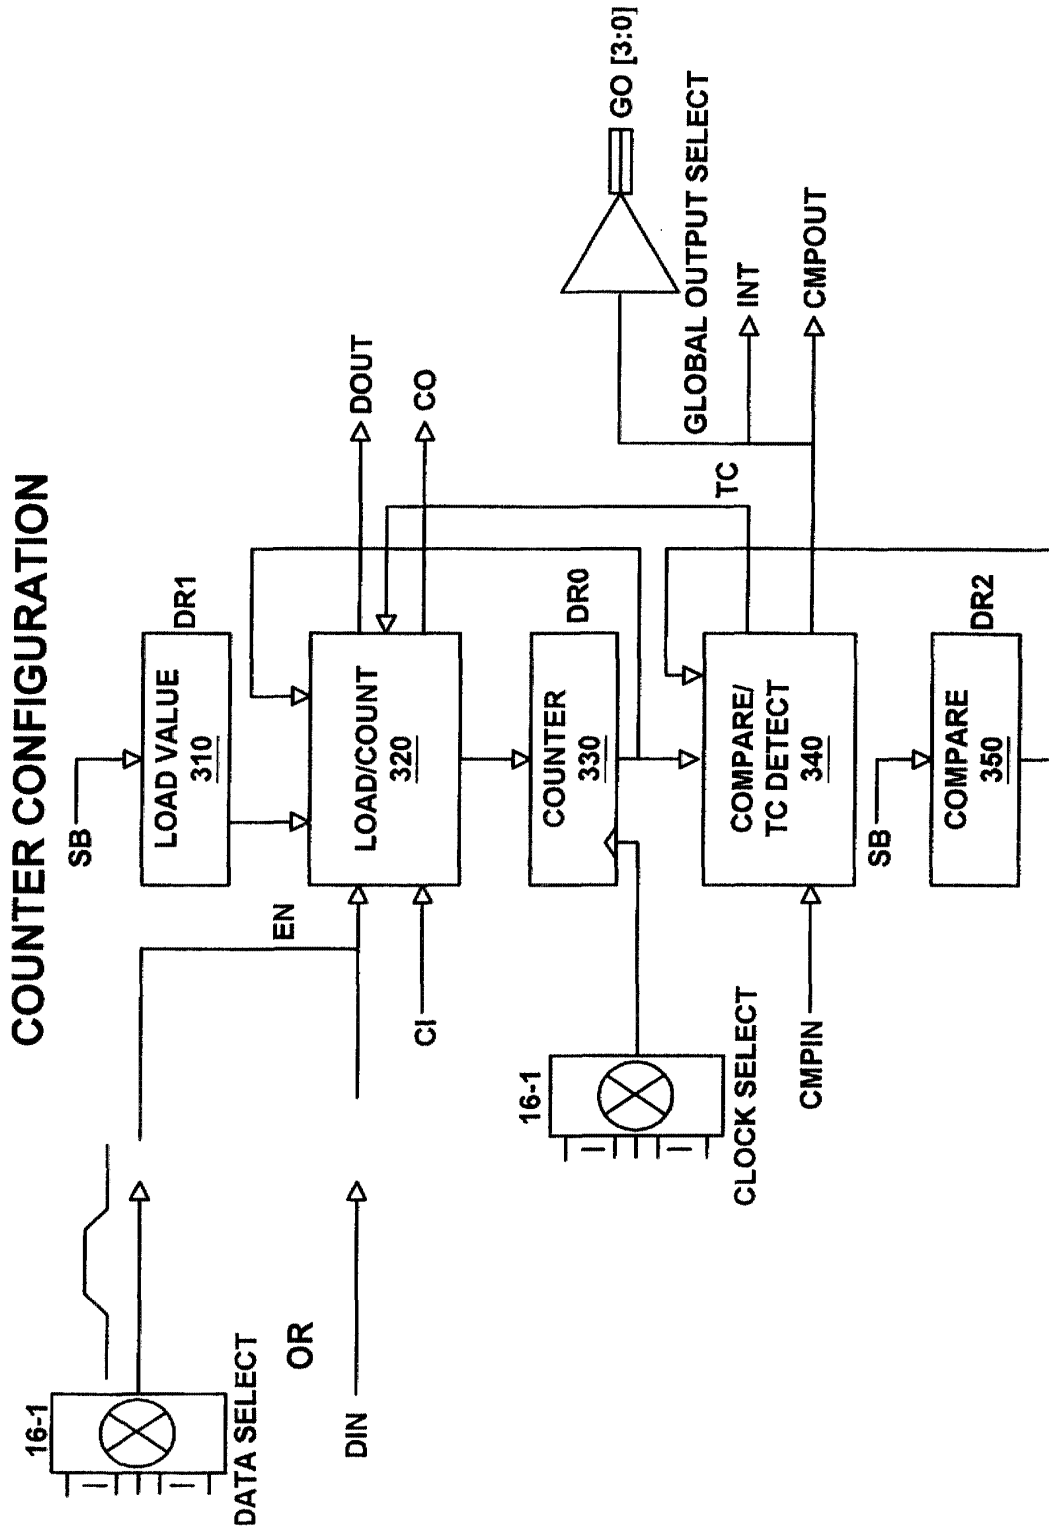 COUNTER CONFIGURATION
SB
LOAD VALUE
310
DR1
16-1
DATA SELECT
OR
DIN
EN
CI
LOAD/COUNT
320
DOUT
CO
COUNTER
330
DR0
16-1
CLOCK SELECT
TC
COMPARE/
TC DETECT
340
CMPIN
GO [3:0]
GLOBAL OUTPUT SELECT
INT
CMPOUT
SB
COMPARE
350
DR2